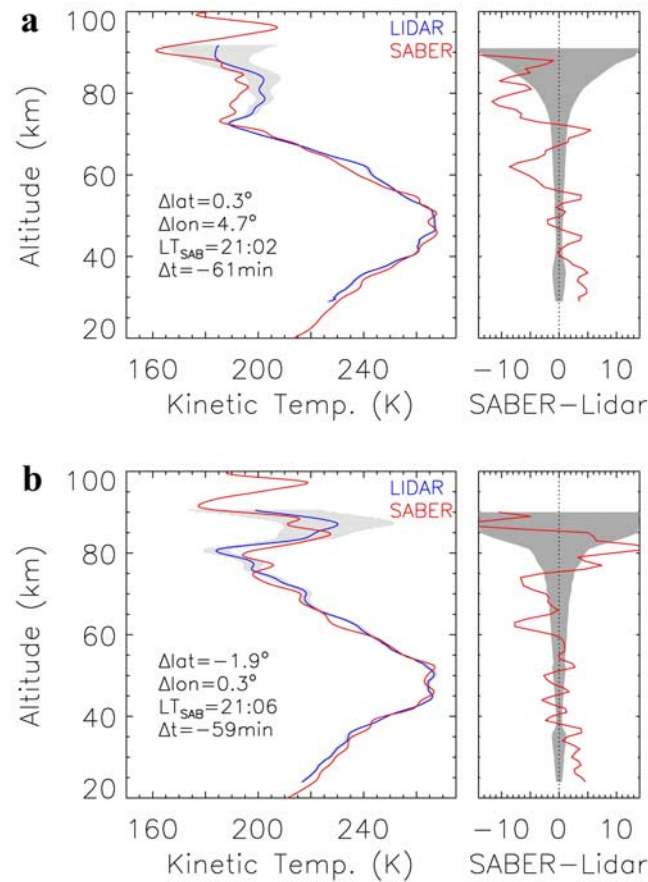 a
LIDAR
SABER
100
80
60
40
20
Altitude (km)
Δlat=0.3°
Δlon=4.7°
LT_SAB=21:02
Δt=−61min
160 200 240
Kinetic Temp. (K)
−10 0 10
SABER−Lidar
b
LIDAR
SABER
100
80
60
40
20
Altitude (km)
Δlat=−1.9°
Δlon=0.3°
LT_SAB=21:06
Δt=−59min
160 200 240
Kinetic Temp. (K)
−10 0 10
SABER−Lidar